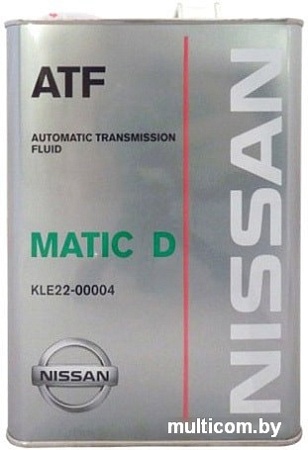 ATF
AUTOMATIC TRANSMISSION
FLUID
MATIC D
KLE22-00004
NISSAN
NISSAN
multicom.by